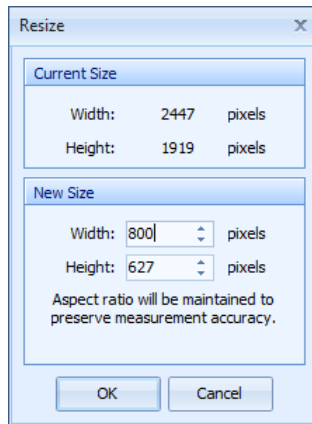 Resize
Current Size
Width: 2447 pixels
Height: 1919 pixels
New Size
Width: 800 pixels
Height: 627 pixels
Aspect ratio will be maintained to
preserve measurement accuracy.
OK Cancel